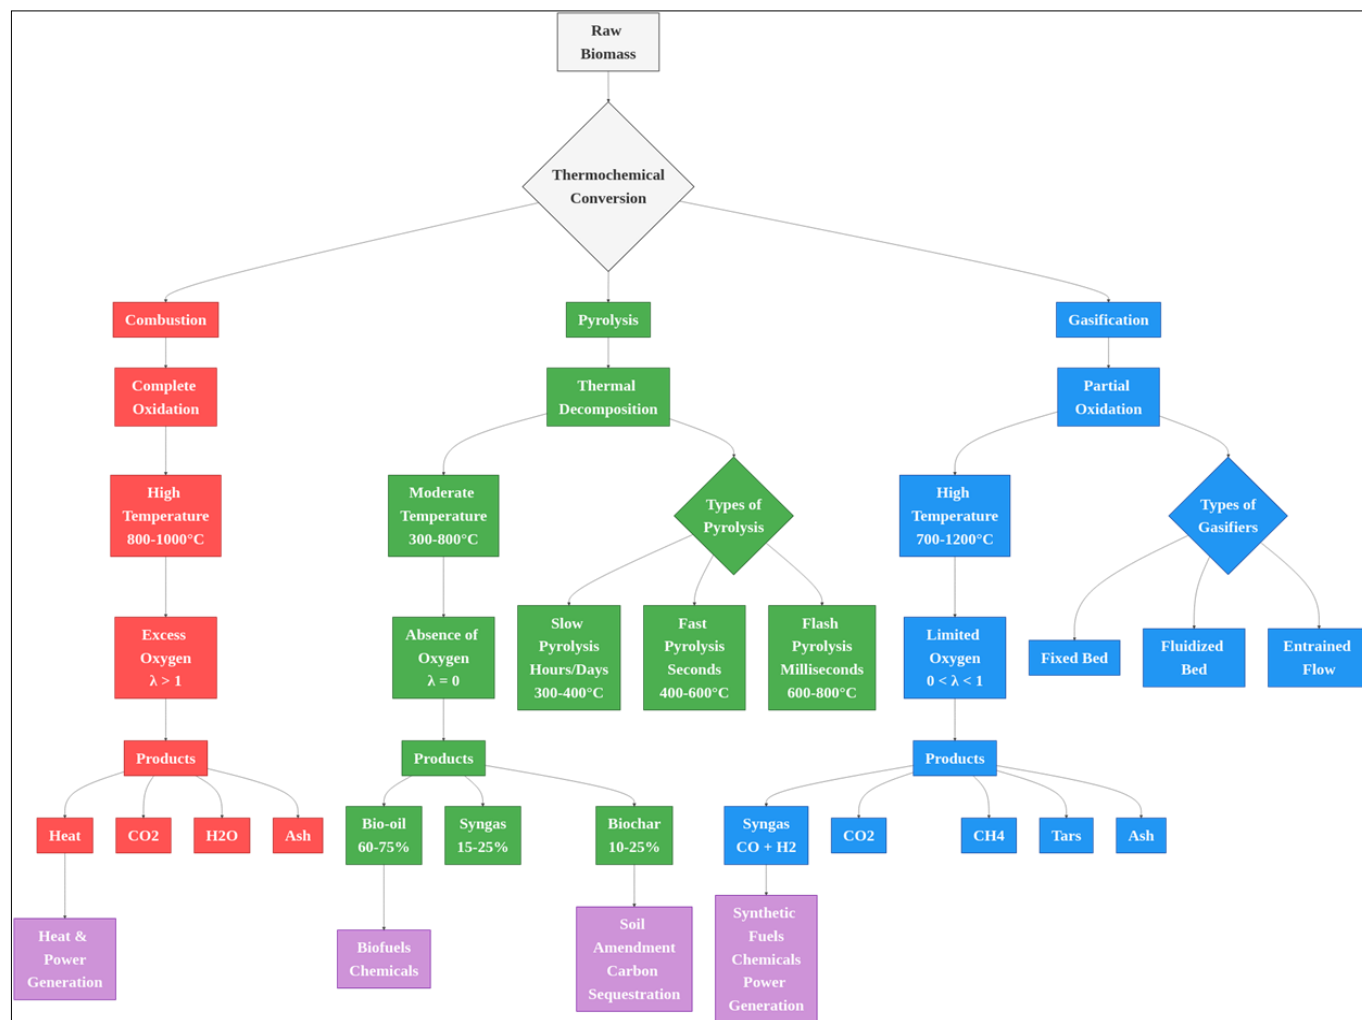 Raw
Biomass
Thermochemical
Conversion
Combustion
Pyrolysis
Gasification
Complete
Oxidation
Thermal
Decomposition
Partial
Oxidation
High
Temperature
800-1000°C
Moderate
Temperature
300-800°C
Types of
Pyrolysis
High
Temperature
700-1200°C
Types of
Gasifiers
Excess
Oxygen
λ > 1
Absence of
Oxygen
λ = 0
Slow
Pyrolysis
Hours/Days
300-400°C
Fast
Pyrolysis
Seconds
400-600°C
Flash
Pyrolysis
Milliseconds
600-800°C
Limited
Oxygen
0 < λ < 1
Fixed Bed
Fluidized
Bed
Entrained
Flow
Products
Products
Products
Heat
CO2
H2O
Ash
Bio-oil
60-75%
Syngas
15-25%
Biochar
10-25%
Syngas
CO + H2
CO2
CH4
Tars
Ash
Heat &
Power
Generation
Biofuels
Chemicals
Soil
Amendment
Carbon
Sequestration
Synthetic
Fuels
Chemicals
Power
Generation